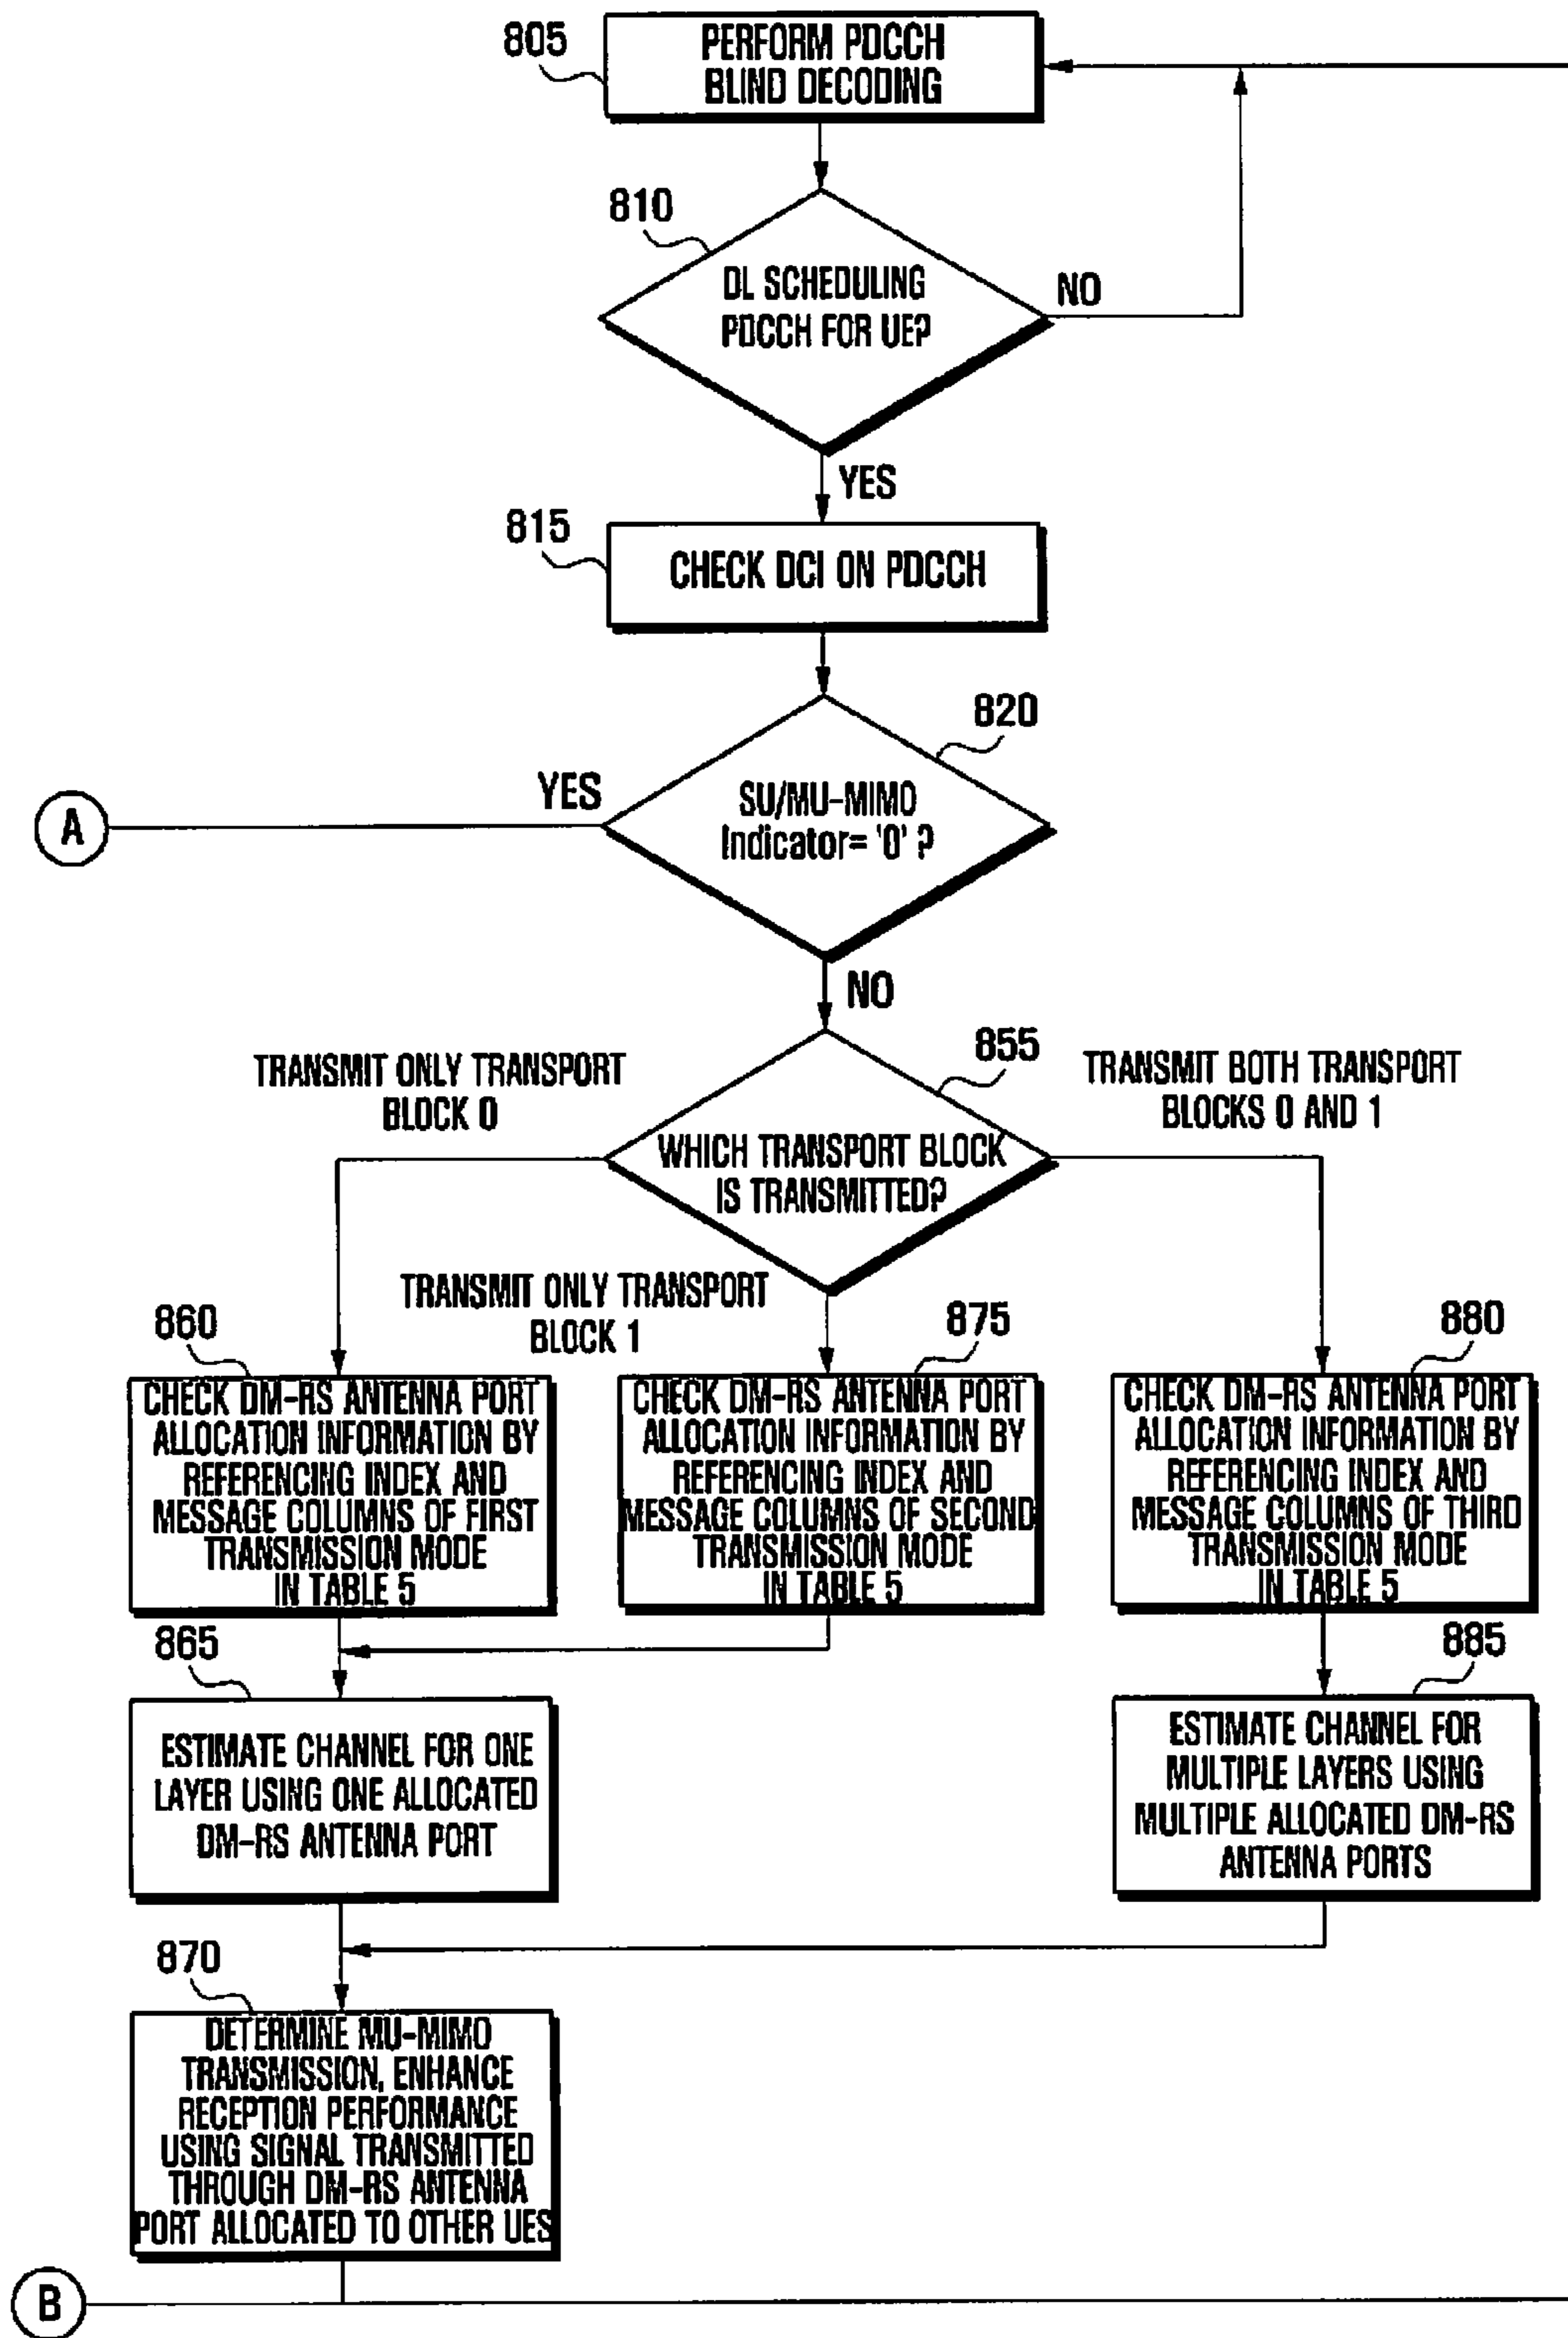 805
PERFORM PDCCH
BLIND DECODING
810
DL SCHEDULING
PDCCH FOR UE?
NO
YES
815
CHECK DCI ON PDCCH
820
YES
SU/MU-MIMO
Indicator= '0' ?
A
NO
855
TRANSMIT ONLY TRANSPORT
BLOCK 0
TRANSMIT BOTH TRANSPORT
BLOCKS 0 AND 1
WHICH TRANSPORT BLOCK
IS TRANSMITTED?
TRANSMIT ONLY TRANSPORT
BLOCK 1
860
875
880
CHECK DM-RS ANTENNA PORT
ALLOCATION INFORMATION BY
REFERENCING INDEX AND
MESSAGE COLUMNS OF FIRST
TRANSMISSION MODE
IN TABLE 5
CHECK DM-RS ANTENNA PORT
ALLOCATION INFORMATION BY
REFERENCING INDEX AND
MESSAGE COLUMNS OF SECOND
TRANSMISSION MODE
IN TABLE 5
CHECK DM-RS ANTENNA PORT
ALLOCATION INFORMATION BY
REFERENCING INDEX AND
MESSAGE COLUMNS OF THIRD
TRANSMISSION MODE
IN TABLE 5
865
885
ESTIMATE CHANNEL FOR ONE
LAYER USING ONE ALLOCATED
DM-RS ANTENNA PORT
ESTIMATE CHANNEL FOR
MULTIPLE LAYERS USING
MULTIPLE ALLOCATED DM-RS
ANTENNA PORTS
870
DETERMINE MU-MIMO
TRANSMISSION, ENHANCE
RECEPTION PERFORMANCE
USING SIGNAL TRANSMITTED
THROUGH DM-RS ANTENNA
PORT ALLOCATED TO OTHER UES
B